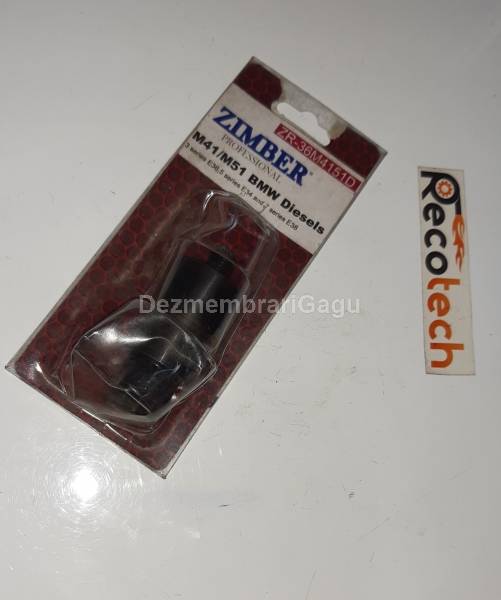 ZR-36M4151D
ZIMBER®
PROFESSIONAL
M41/M51 BMW Diesels
3 series E36,5 series E34 and 7 series E38
Recotech
DezmembrariGagu